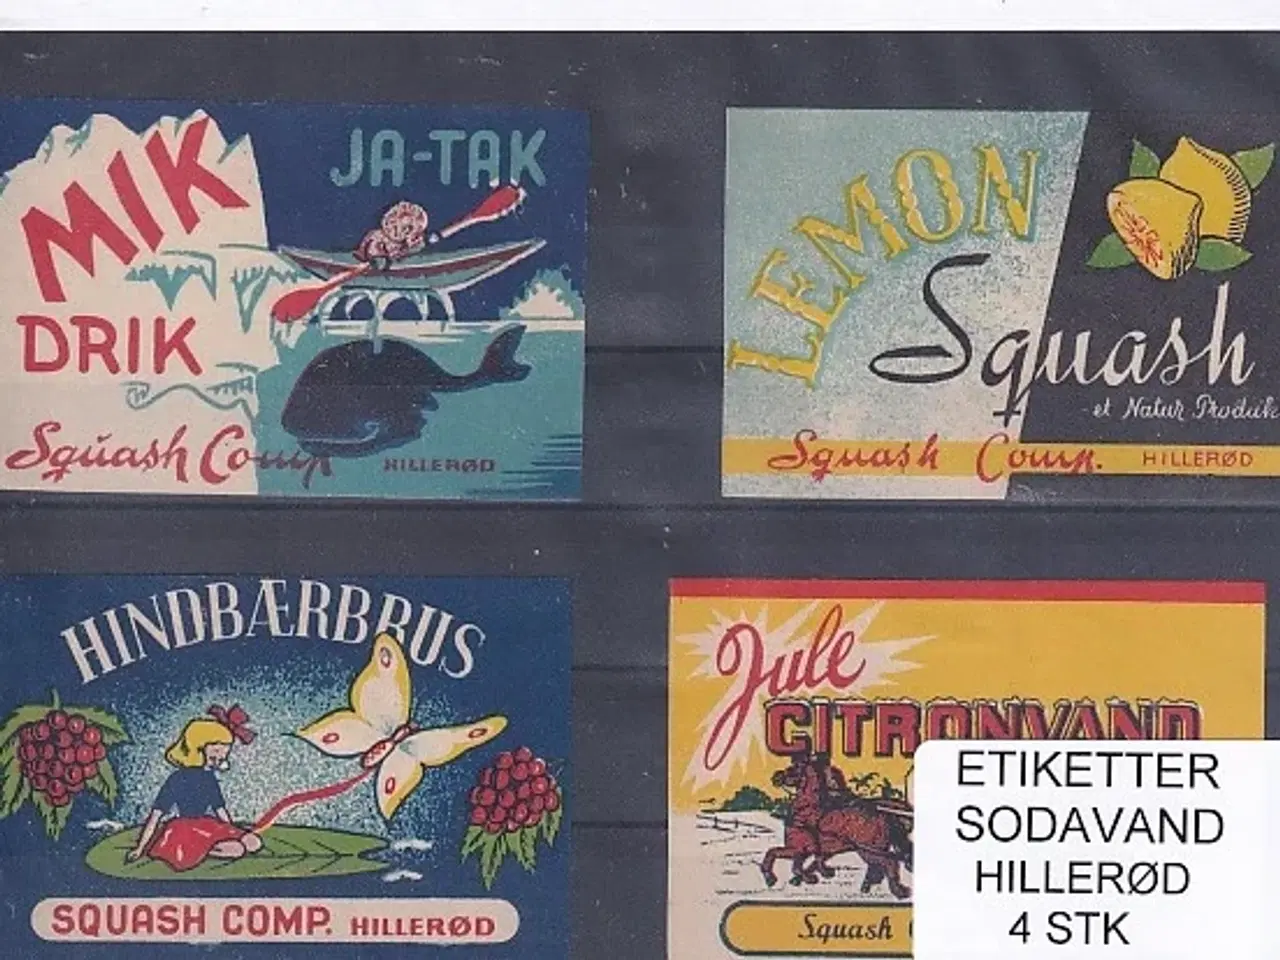 MIK
DRIK
JA-TAK
Squash Comp
HILLERØD
LEMON
Squash
- et Natur Produk
Squash Comp. HILLERØD
HINDBÆRBRUS
SQUASH COMP. HILLERØD
Jule
CITRONVAND
Squash
ETIKETTER
SODAVAND
HILLERØD
4 STK